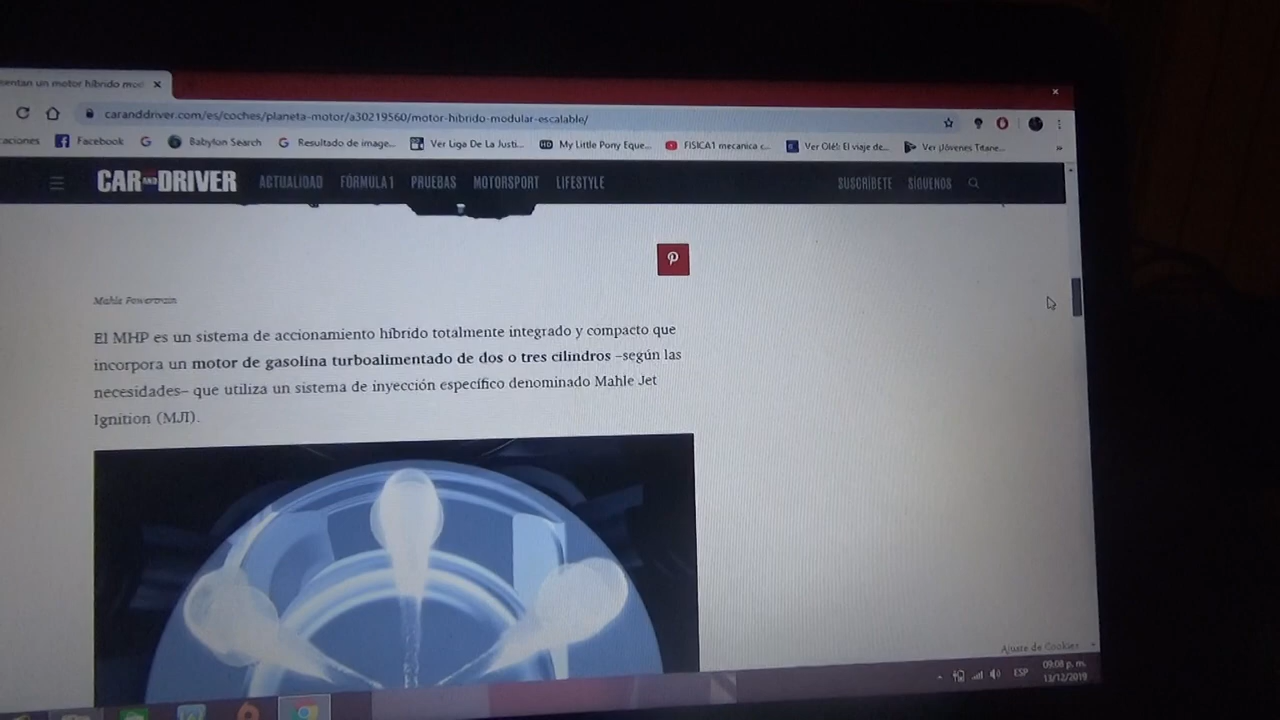 sentan un motor híbrido mod
caranddriver.com/es/coches/planeta-motor/a30219560/motor-hibrido-modular-escalable/
caciones Facebook Babylon Search Resultado de image... Ver Liga De La Justi... My Little Pony Eque... FISICA1 mecanica c... Ver Olé!: El viaje de... Ver ¡Jóvenes Titane... »
CAR AND DRIVER ACTUALIDAD FÓRMULA 1 PRUEBAS MOTORSPORT LIFESTYLE SUSCRÍBETE SÍGUENOS
Mahle Powertrain
El MHP es un sistema de accionamiento híbrido totalmente integrado y compacto que
incorpora un motor de gasolina turboalimentado de dos o tres cilindros –según las
necesidades– que utiliza un sistema de inyección específico denominado Mahle Jet
Ignition (MJI).
Ajuste de Cookies
ESP 09:08 p. m.
13/12/2019